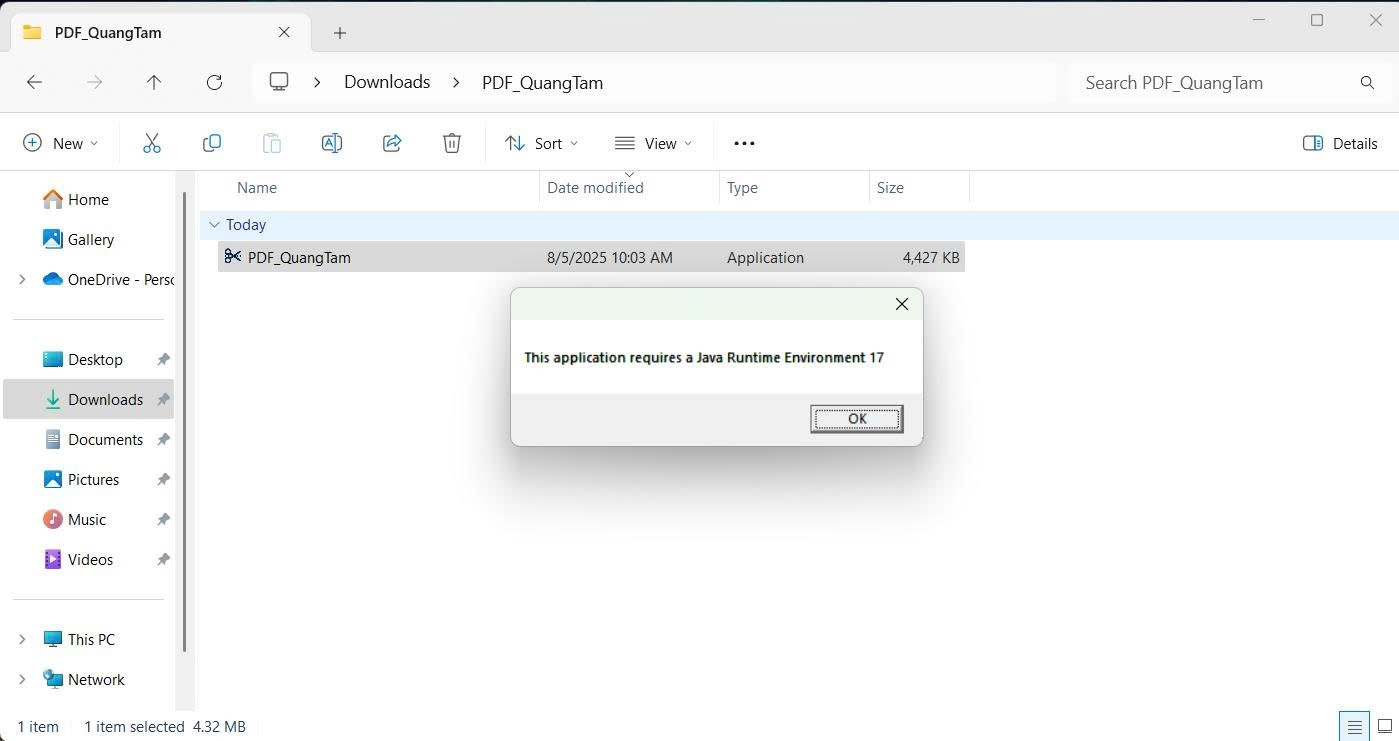 PDF_QuangTam
Downloads PDF_QuangTam Search PDF_QuangTam
New Sort View Details
Name Date modified Type Size
Home
Today
Gallery
PDF_QuangTam 8/5/2025 10:03 AM Application 4,427 KB
OneDrive - Perso
This application requires a Java Runtime Environment 17
OK
Desktop
Downloads
Documents
Pictures
Music
Videos
This PC
Network
1 item 1 item selected 4.32 MB